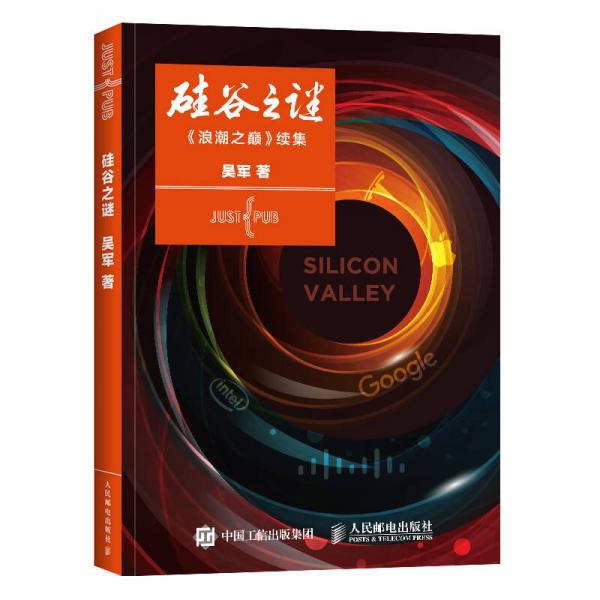 硅谷之谜
《浪潮之巅》续集
吴军 著
JUST PUB
SILICON
VALLEY
Google
intel
中国工信出版集团
人民邮电出版社
POSTS & TELECOM PRESS
JUST PUB
硅谷之谜 吴军 著
人民邮电出版社